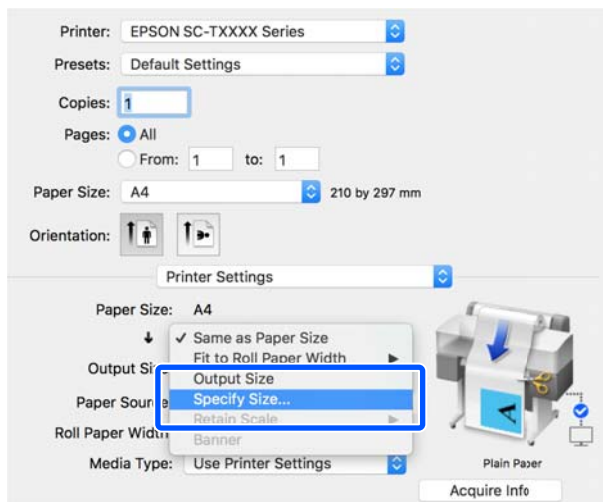 Printer: EPSON SC-TXXXX Series
Presets: Default Settings
Copies: 1
Pages: All
From: 1 to: 1
Paper Size: A4 210 by 297 mm
Orientation:
Printer Settings
Paper Size: A4
✓ Same as Paper Size
Fit to Roll Paper Width
Output Size
Specify Size...
Retain Scale
Banner
Output Siz
Paper Source
Roll Paper Width
Media Type: Use Printer Settings
Plain Paper
Acquire Info